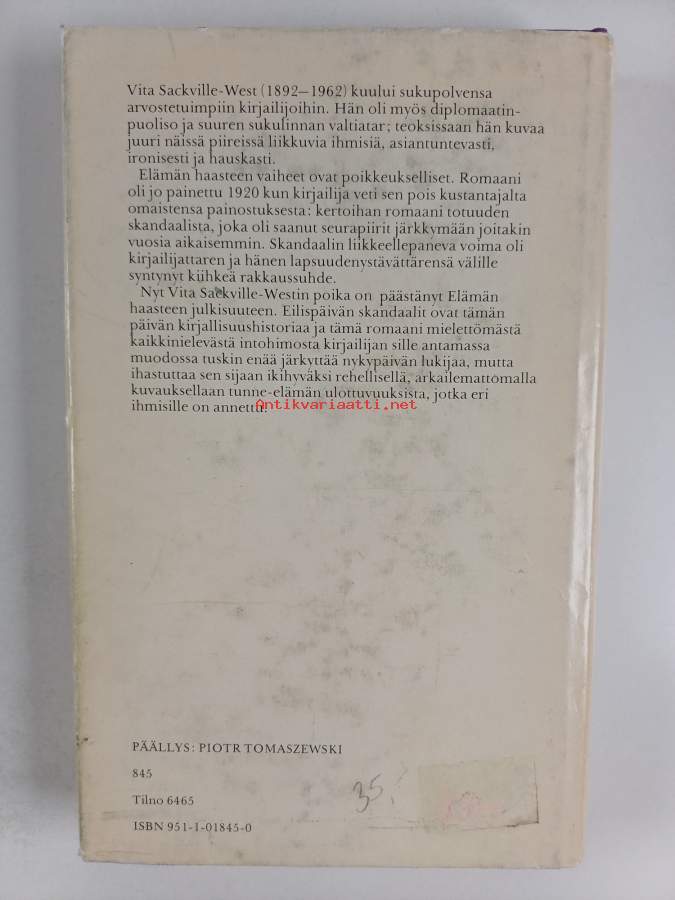 Vita Sackville-West (1892–1962) kuului sukupolvensa
arvostetuimpiin kirjailijoihin. Hän oli myös diplomaatin-
puoliso ja suuren sukulinnan valtiatar; teoksissaan hän kuvaa
juuri näissä piireissä liikkuvia ihmisiä, asiantuntevasti,
ironisesti ja hauskasti.
Elämän haasteen vaiheet ovat poikkeukselliset. Romaani
oli jo painettu 1920 kun kirjailija veti sen pois kustantajalta
omaistensa painostuksesta: kertoihan romaani totuuden
skandaalista, joka oli saanut seurapiirit järkkymään joitakin
vuosia aikaisemmin. Skandaalin liikkeellepaneva voima oli
kirjailijattaren ja hänen lapsuudenystävättärensä välille
syntynyt kiihkeä rakkaussuhde.
Nyt Vita Sackville-Westin poika on päästänyt Elämän
haasteen julkisuuteen. Eilispäivän skandaalit ovat tämän
päivän kirjallisuushistoriaa ja tämä romaani mielettömästä
kaikkinielevästä intohimosta kirjailijan sille antamassa
muodossa tuskin enää järkyttää nykypäivän lukijaa, mutta
ihastuttaa sen sijaan ikihyväksi rehellisellä, arkailemattomalla
kuvauksellaan tunne-elämän ulottuvuuksista, jotka eri
ihmisille on annettu.
Antikvariaatti.net
PÄÄLLYS: PIOTR TOMASZEWSKI
845
35,-
Tilno 6465
ISBN 951-1-01845-0